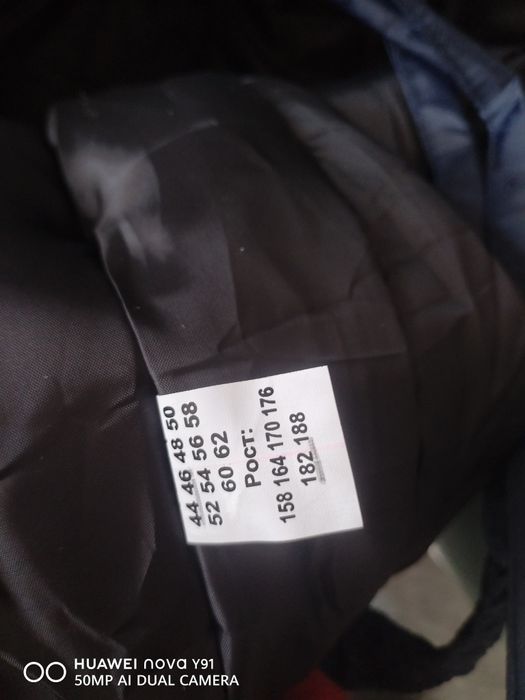 44 46 48 50
52 54 56 58
60 62
Рост:
158 164 170 176
182 188
HUAWEI nova Y91
50MP AI DUAL CAMERA